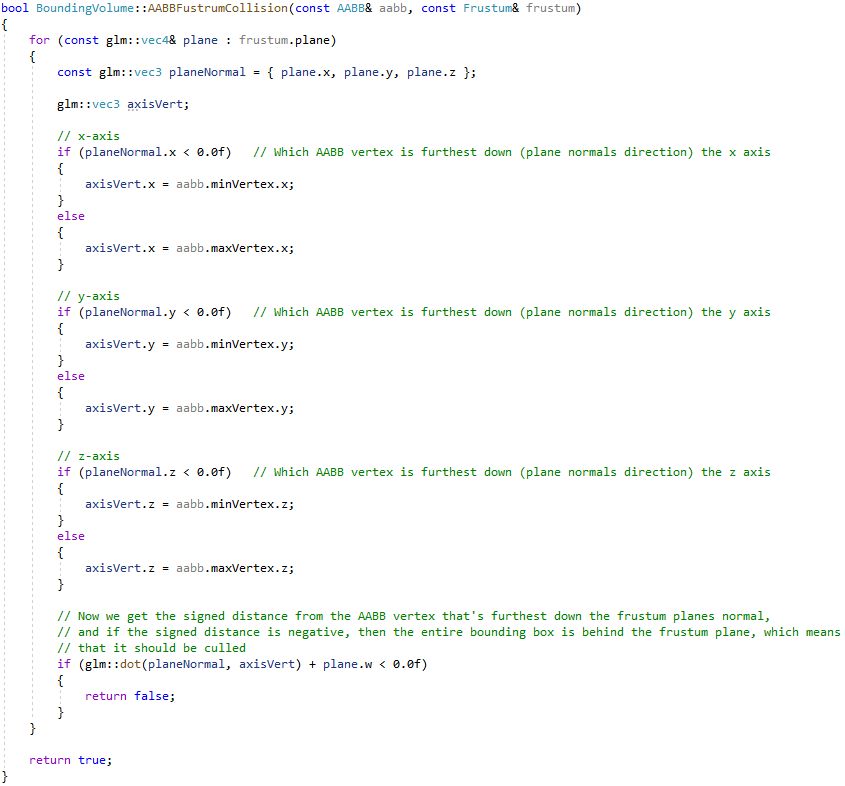 bool BoundingVolume::AABBFustrumCollision(const AABB& aabb, const Frustum& frustum)
{
    for (const glm::vec4& plane : frustum.plane)
    {
        const glm::vec3 planeNormal = { plane.x, plane.y, plane.z };

        glm::vec3 axisVert;

        // x-axis
        if (planeNormal.x < 0.0f)   // Which AABB vertex is furthest down (plane normals direction) the x axis
        {
            axisVert.x = aabb.minVertex.x;
        }
        else
        {
            axisVert.x = aabb.maxVertex.x;
        }

        // y-axis
        if (planeNormal.y < 0.0f)   // Which AABB vertex is furthest down (plane normals direction) the y axis
        {
            axisVert.y = aabb.minVertex.y;
        }
        else
        {
            axisVert.y = aabb.maxVertex.y;
        }

        // z-axis
        if (planeNormal.z < 0.0f)   // Which AABB vertex is furthest down (plane normals direction) the z axis
        {
            axisVert.z = aabb.minVertex.z;
        }
        else
        {
            axisVert.z = aabb.maxVertex.z;
        }

        // Now we get the signed distance from the AABB vertex that's furthest down the frustum planes normal,
        // and if the signed distance is negative, then the entire bounding box is behind the frustum plane, which means
        // that it should be culled
        if (glm::dot(planeNormal, axisVert) + plane.w < 0.0f)
        {
            return false;
        }
    }

    return true;
}